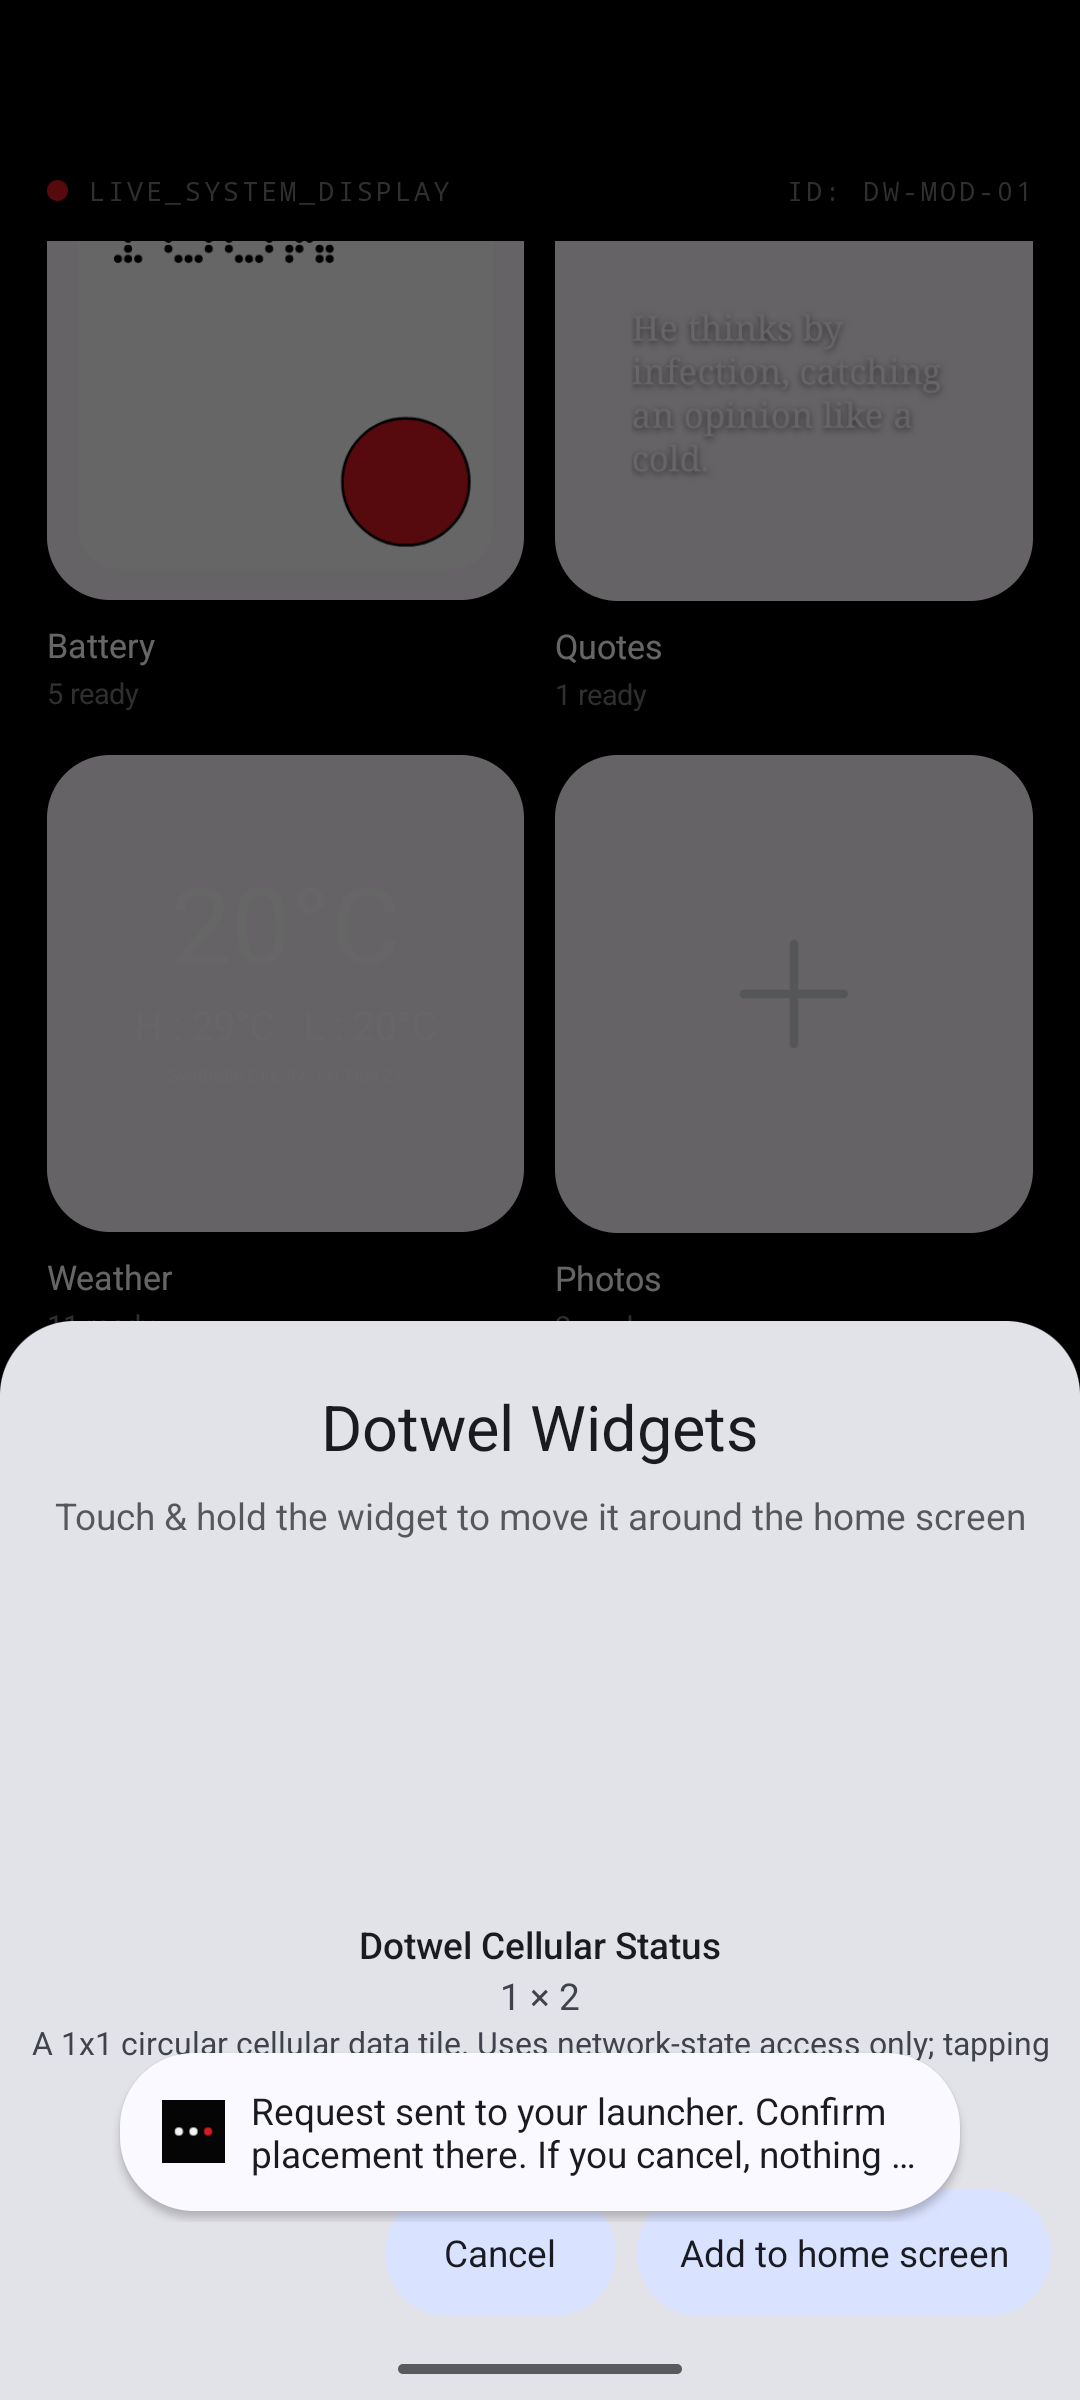 LIVE_SYSTEM_DISPLAY
ID: DW-MOD-01
He thinks by
infection, catching
an opinion like a
cold.
Battery
5 ready
Quotes
1 ready
20°C
H : 29°C L : 20°C
Weather
Photos
Dotwel Widgets
Touch & hold the widget to move it around the home screen
Dotwel Cellular Status
1 × 2
A 1x1 circular cellular data tile. Uses network-state access only; tapping
Request sent to your launcher. Confirm
placement there. If you cancel, nothing ...
Cancel
Add to home screen